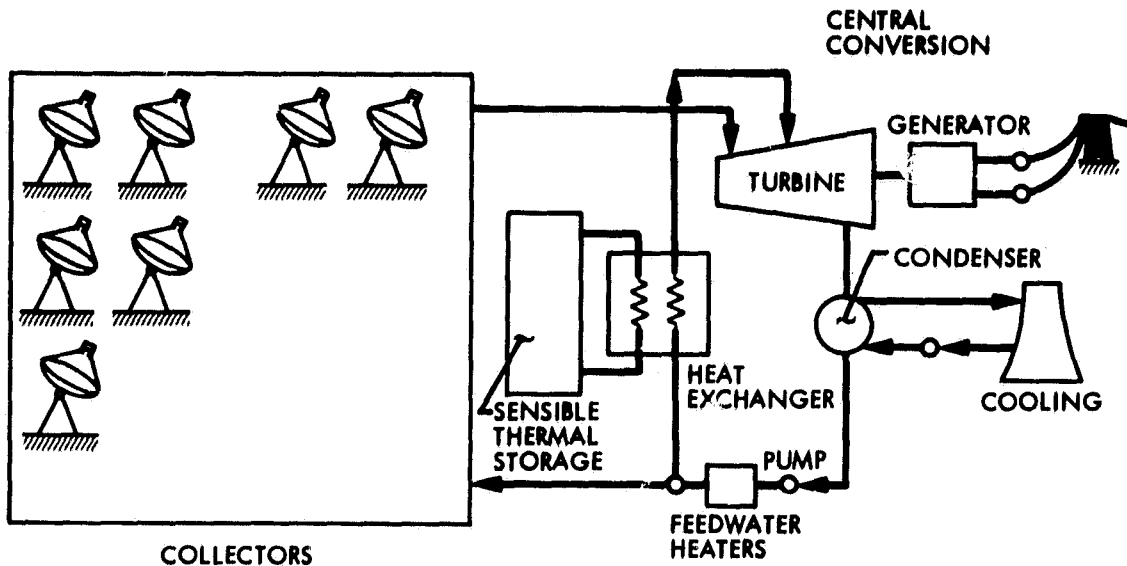 CENTRAL
CONVERSION
GENERATOR
TURBINE
CONDENSER
HEAT
EXCHANGER
COOLING
SENSIBLE
THERMAL
STORAGE
PUMP
FEEDWATER
HEATERS
COLLECTORS